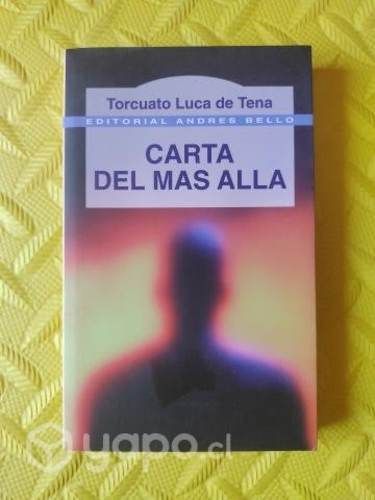 Torcuato Luca de Tena
EDITORIAL ANDRES BELLO
CARTA
DEL MAS ALLA
yapo.cl